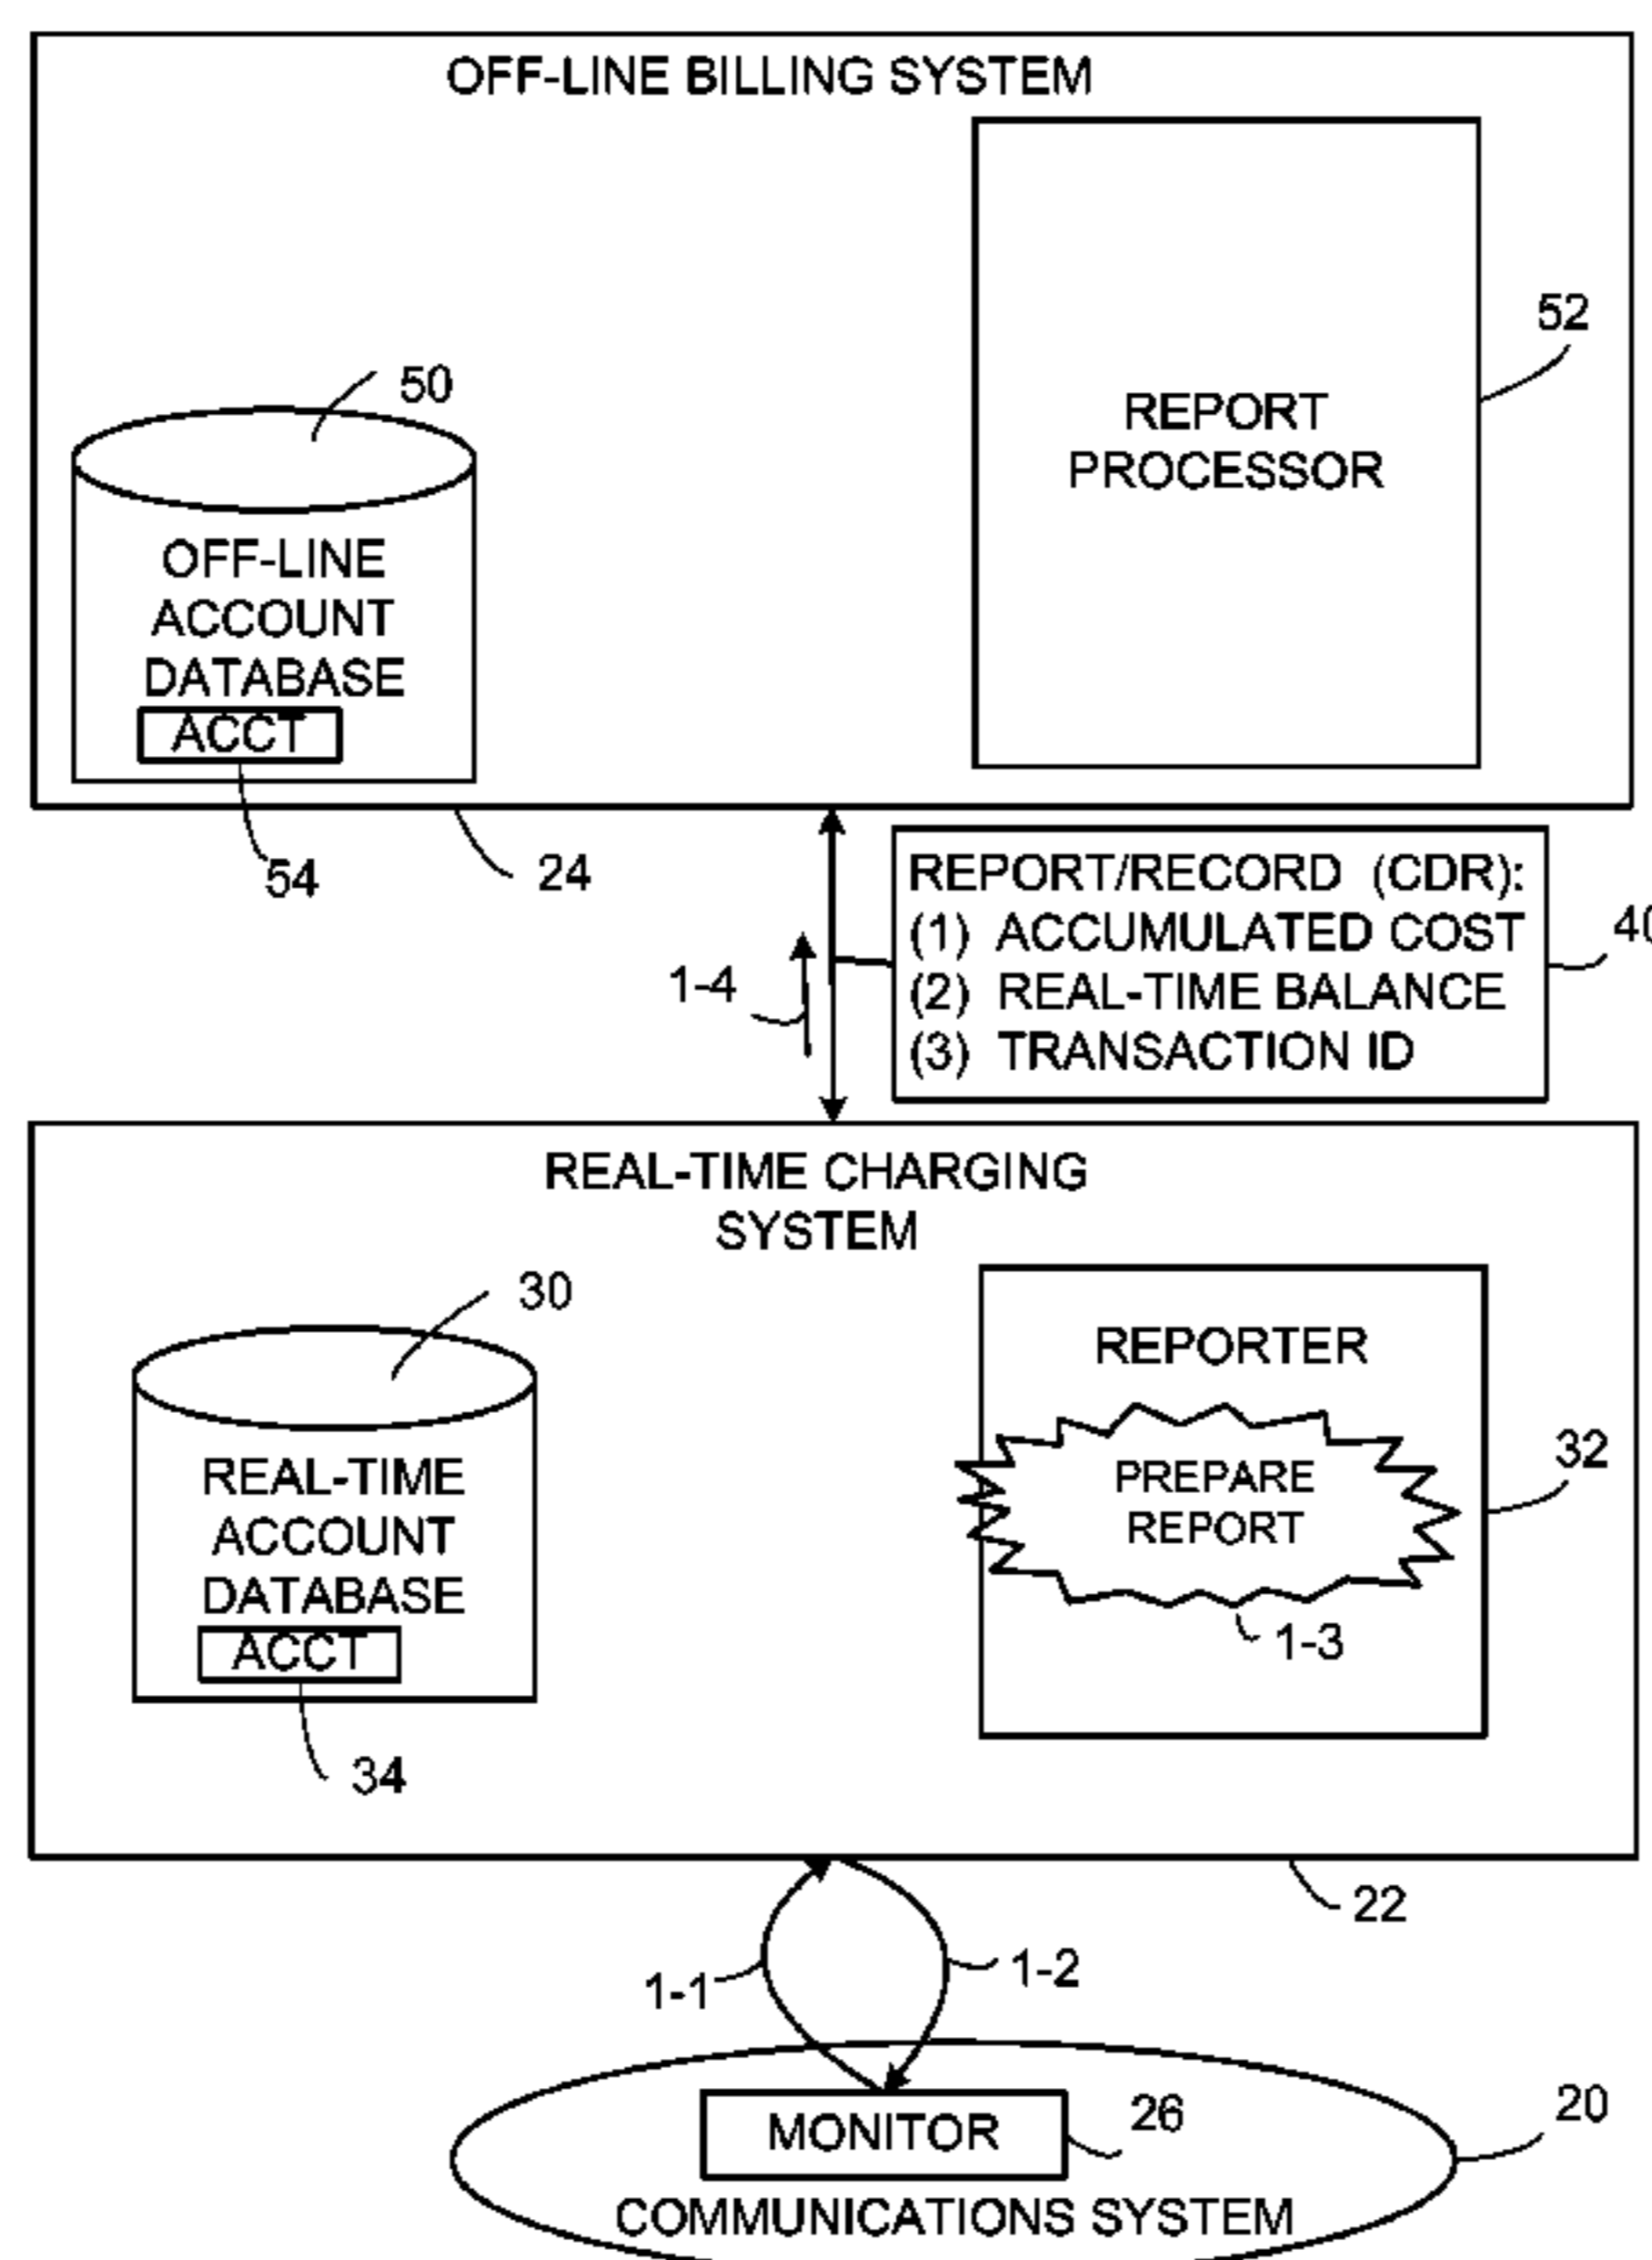 OFF-LINE BILLING SYSTEM
52
REPORT
PROCESSOR
50
OFF-LINE
ACCOUNT
DATABASE
ACCT
54
24
REPORT/RECORD (CDR):
(1) ACCUMULATED COST
(2) REAL-TIME BALANCE
(3) TRANSACTION ID
40
1-4
REAL-TIME CHARGING
SYSTEM
30
REAL-TIME
ACCOUNT
DATABASE
ACCT
34
REPORTER
PREPARE
REPORT
1-3
32
22
1-1
1-2
MONITOR
26
20
COMMUNICATIONS SYSTEM